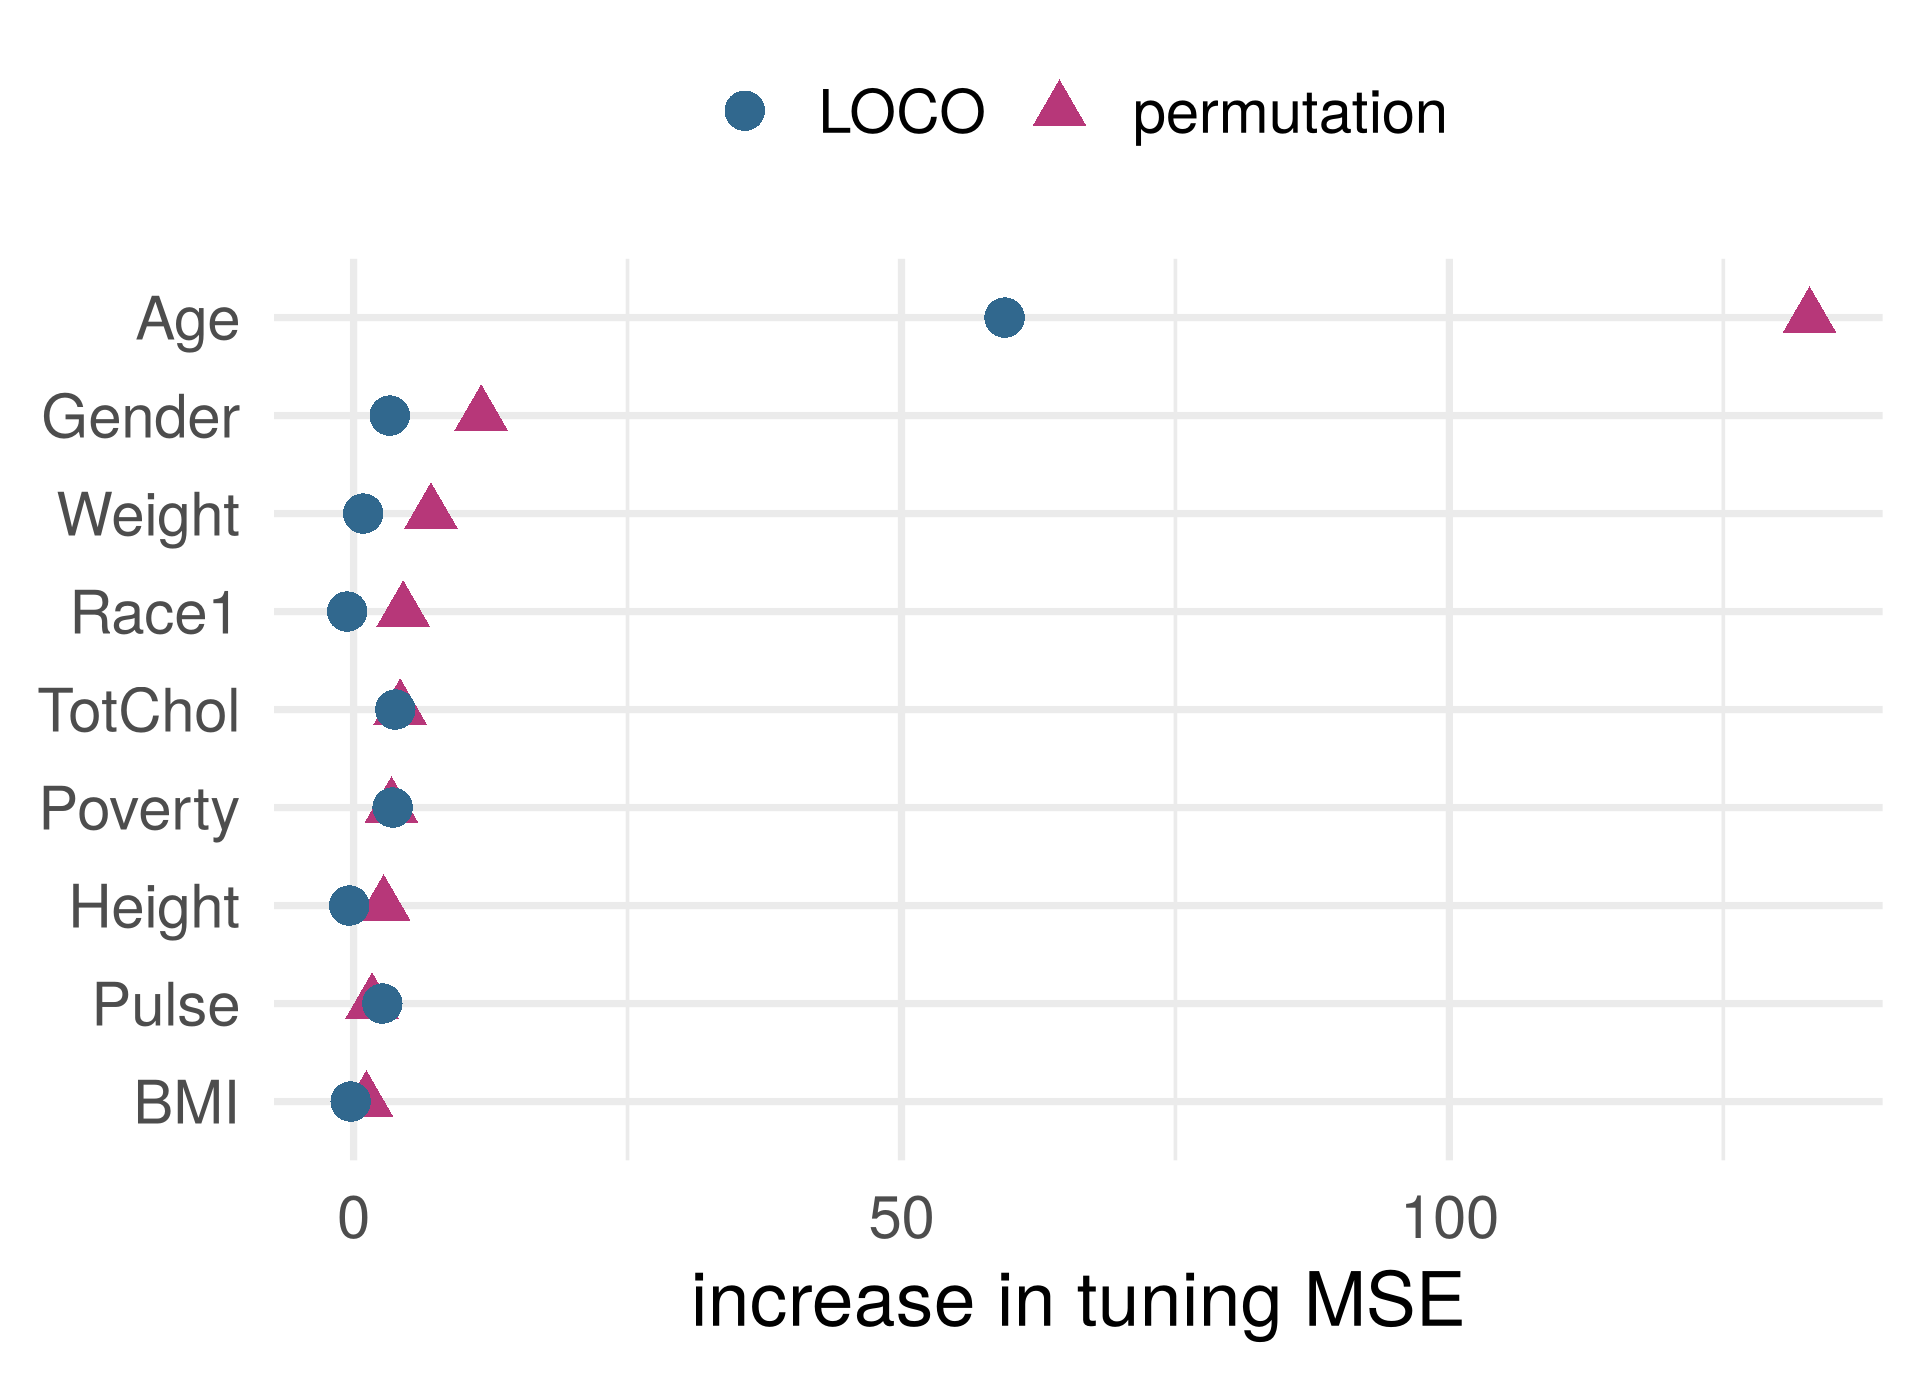 LOCO permutation
Age
Gender
Weight
Race1
TotChol
Poverty
Height
Pulse
BMI
0 50 100
increase in tuning MSE